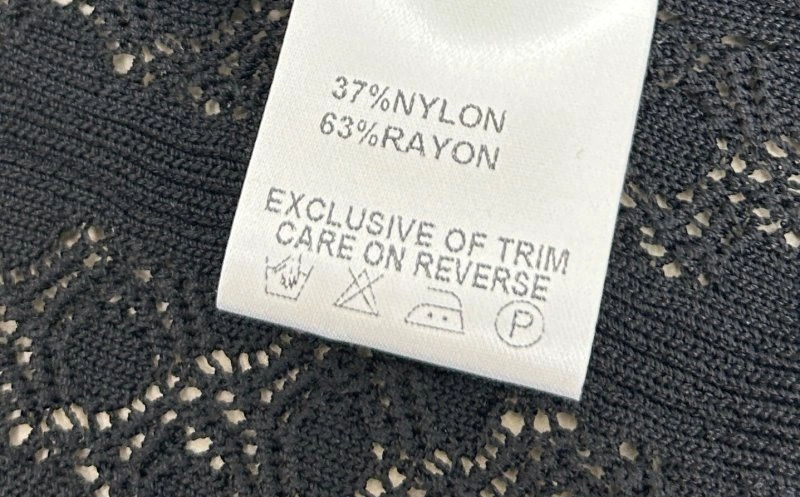 37%NYLON
63%RAYON
EXCLUSIVE OF TRIM
CARE ON REVERSE
P